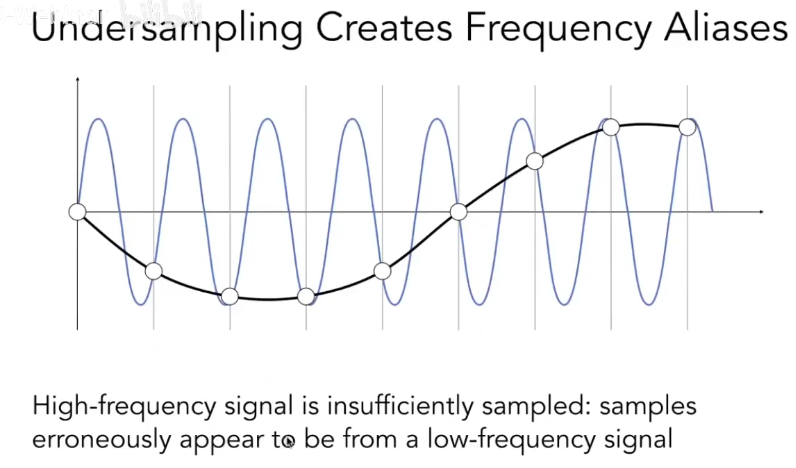 Undersampling Creates Frequency Aliases
High-frequency signal is insufficiently sampled: samples
erroneously appear to be from a low-frequency signal